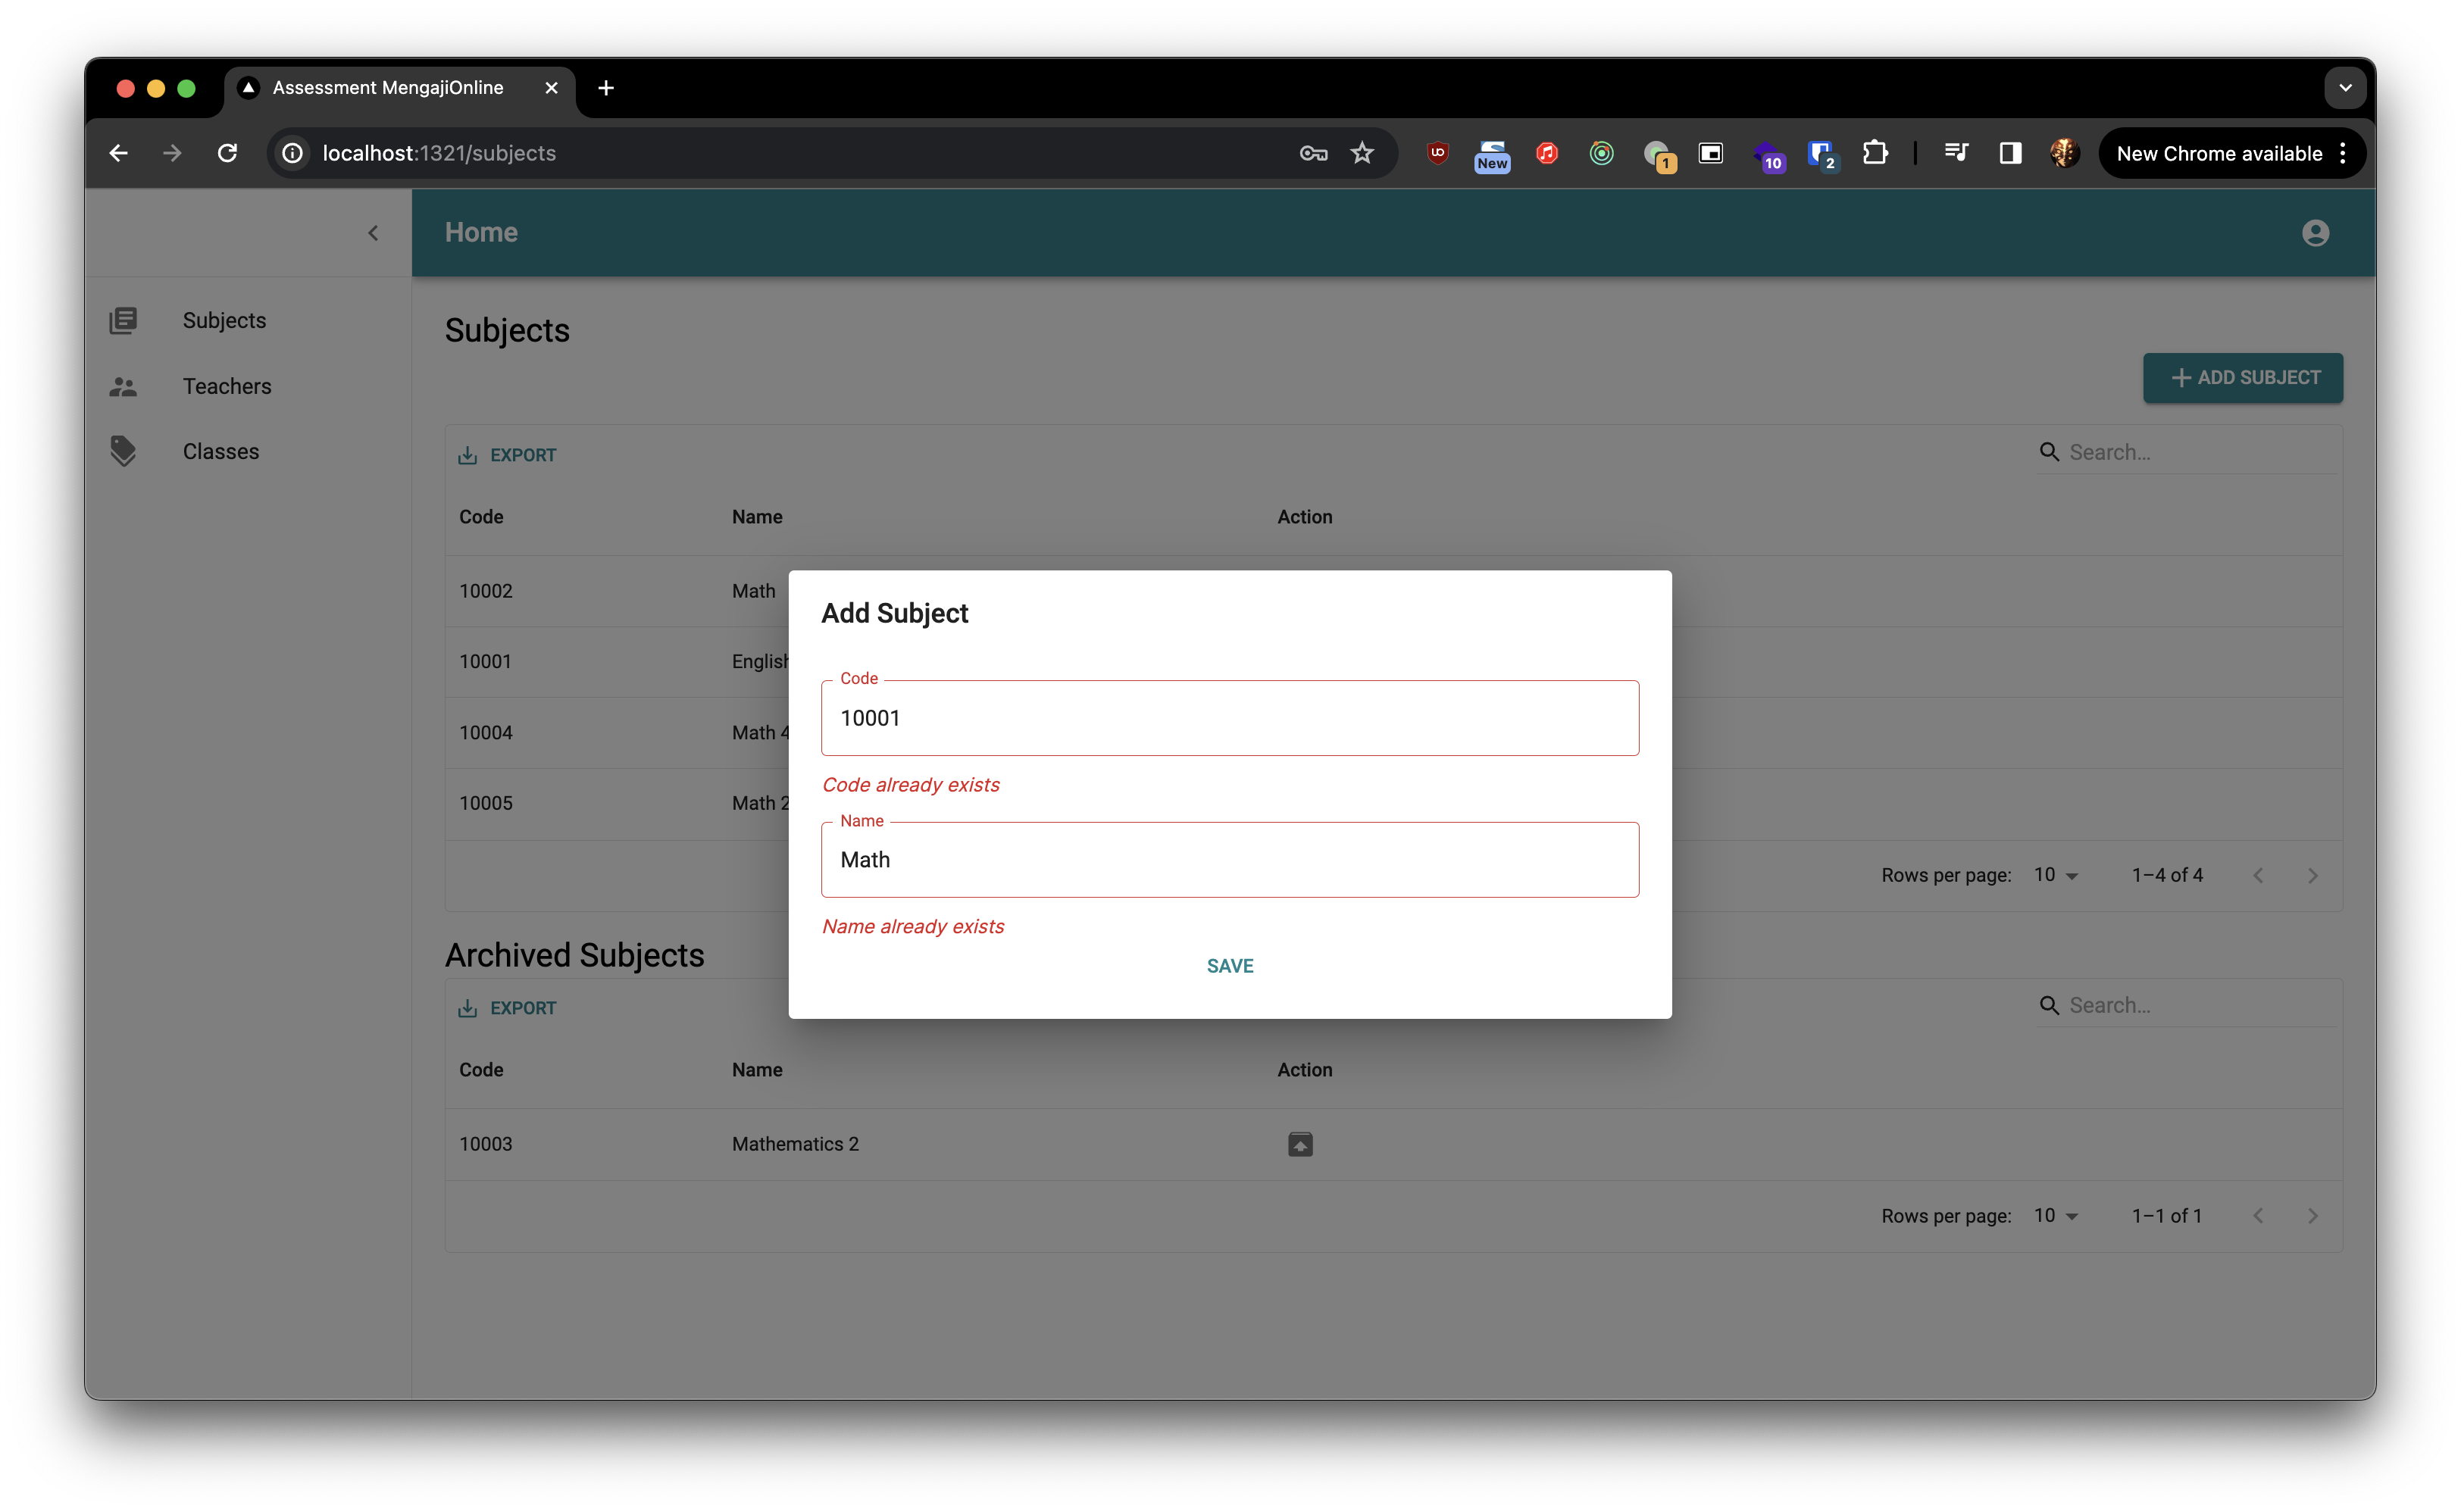 Assessment MengajiOnline
localhost:1321/subjects
New
1
10
2
New Chrome available
Home
Subjects
Teachers
Classes
Subjects
ADD SUBJECT
EXPORT
Search…
Code Name Action
10002 Math
10001 English
10004 Math 4
10005 Math 2
Rows per page: 10 1–4 of 4
Add Subject
Code
10001
Code already exists
Name
Math
Name already exists
SAVE
Archived Subjects
EXPORT
Search…
Code Name Action
10003 Mathematics 2
Rows per page: 10 1–1 of 1